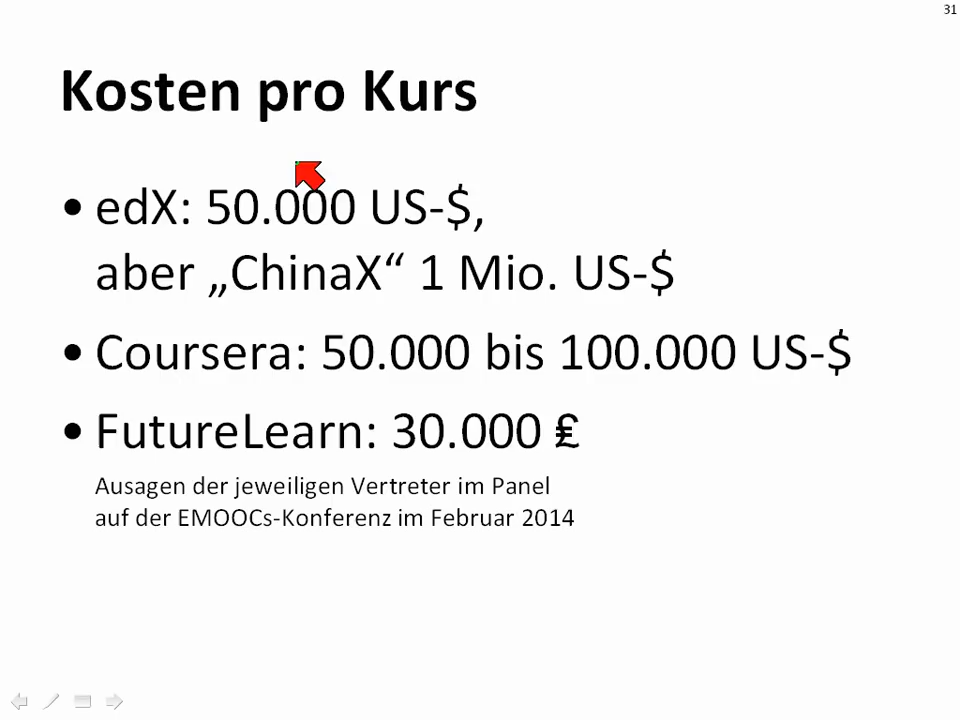 31
Kosten pro Kurs
• edX: 50.000 US-$,
aber „ChinaX“ 1 Mio. US-$
• Coursera: 50.000 bis 100.000 US-$
• FutureLearn: 30.000 ₤
Ausagen der jeweiligen Vertreter im Panel
auf der EMOOCs-Konferenz im Februar 2014